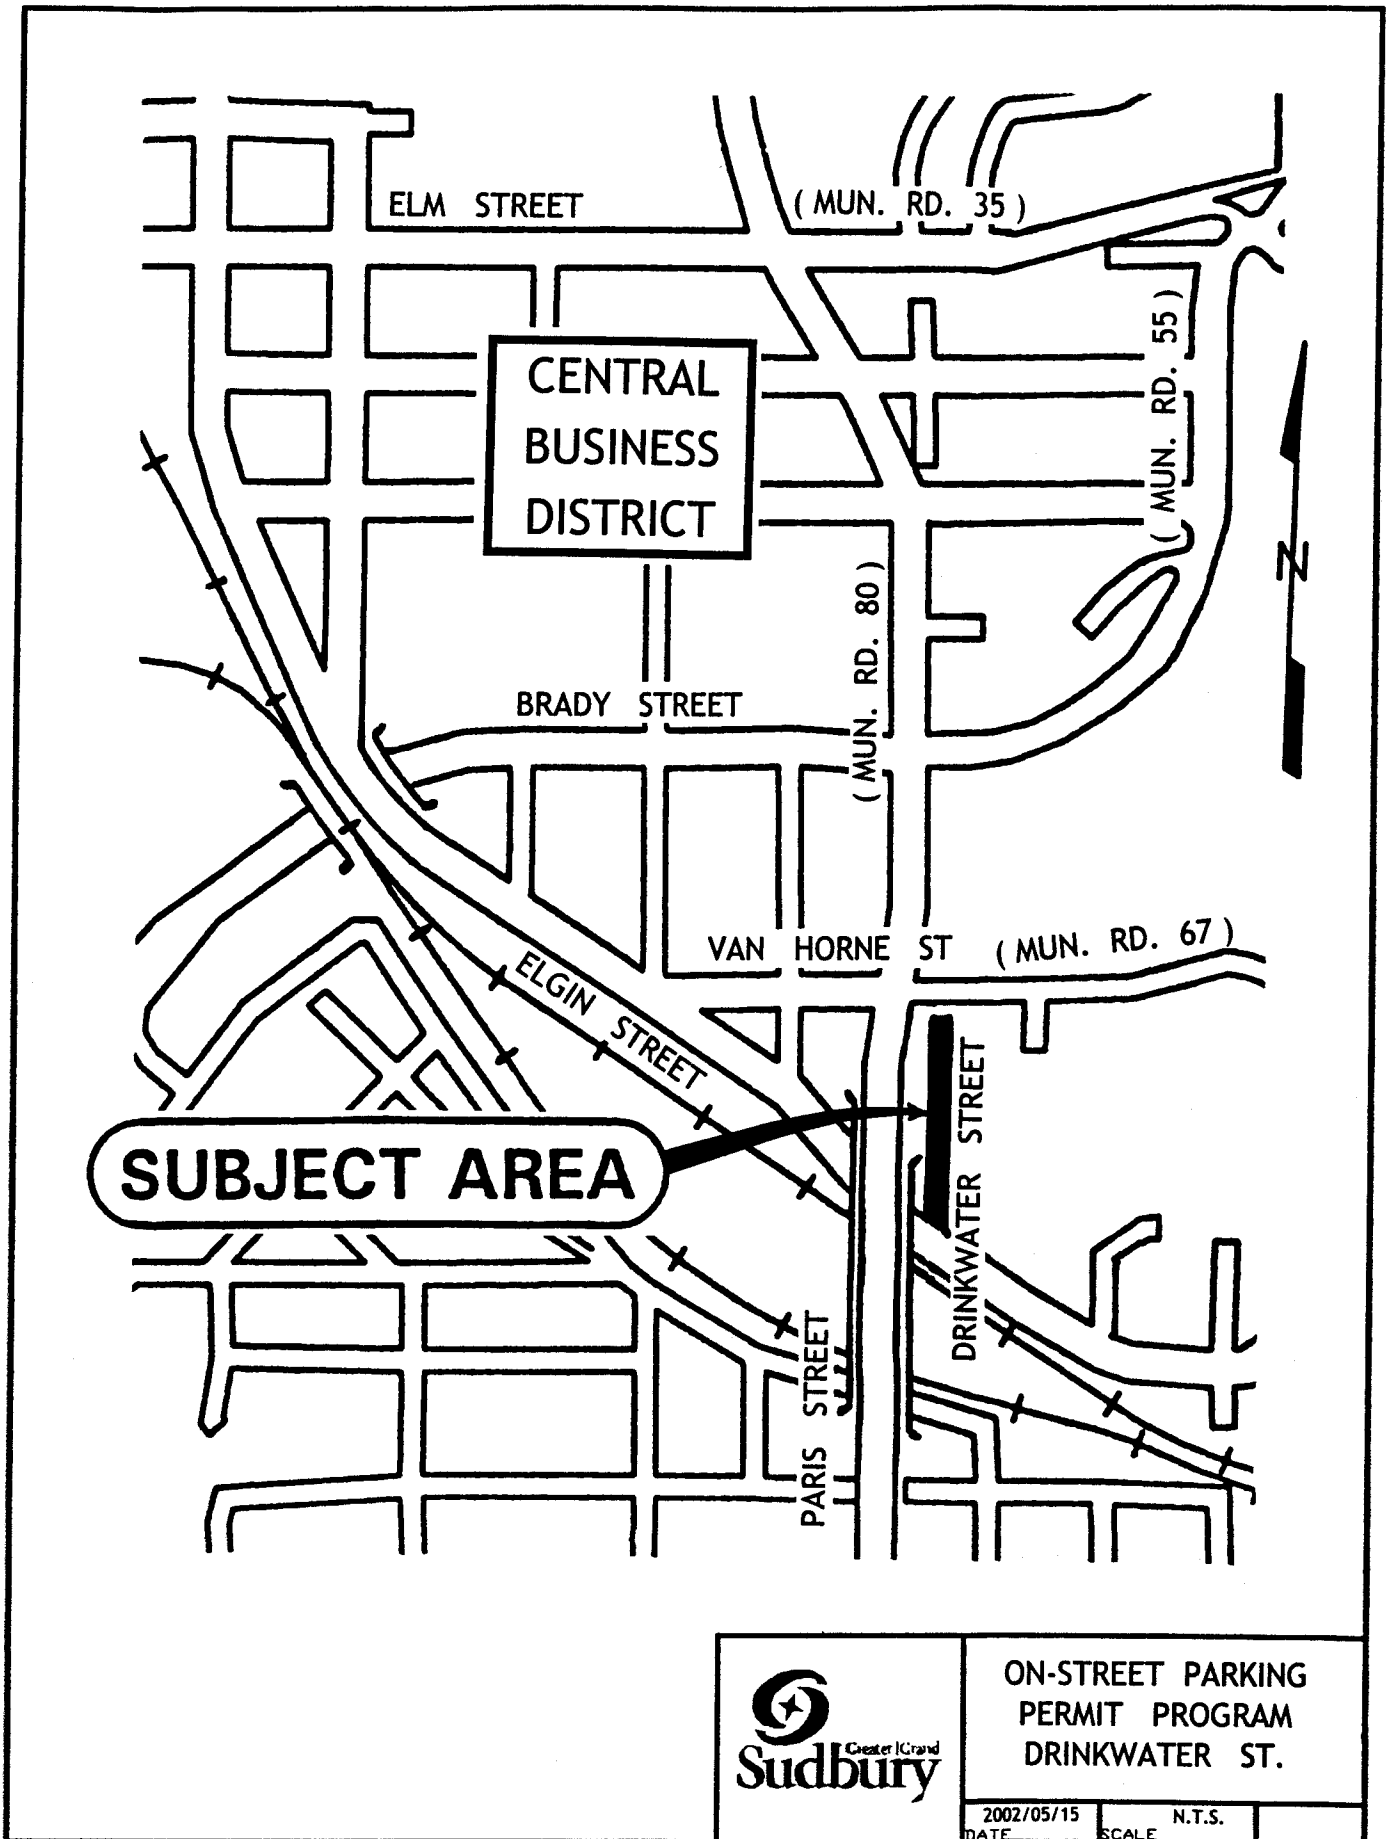 ELM STREET
( MUN. RD. 35 )
( MUN. RD. 55 )
CENTRAL
BUSINESS
DISTRICT
N
( MUN. RD. 80 )
BRADY STREET
VAN HORNE ST
( MUN. RD. 67 )
ELGIN STREET
DRINKWATER STREET
SUBJECT AREA
PARIS STREET
Greater | Grand
Sudbury
ON-STREET PARKING
PERMIT PROGRAM
DRINKWATER ST.
2002/05/15
N.T.S.
DATE
SCALE